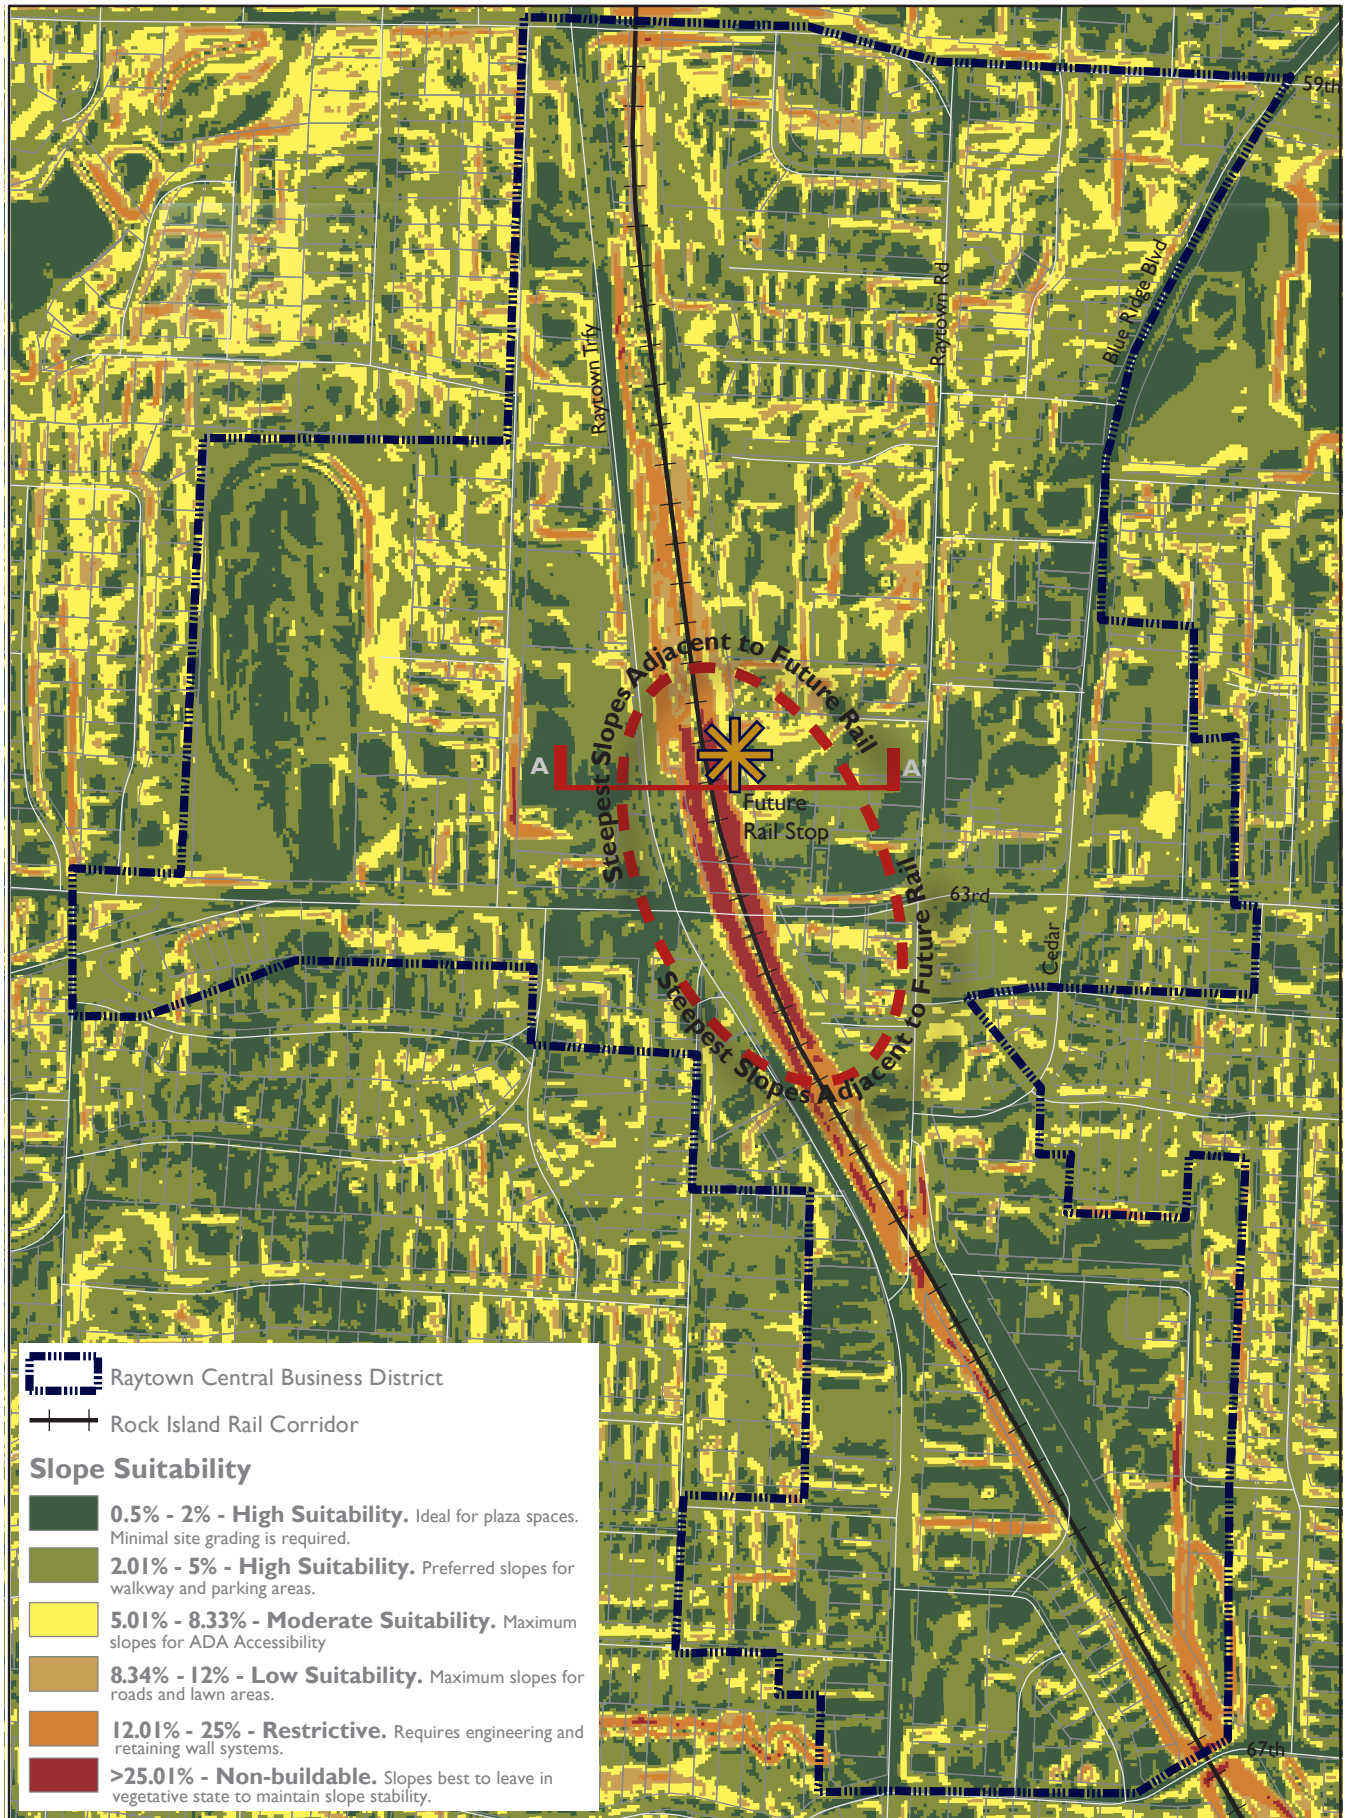 59th
Blue Ridge Blvd
Raytown Rd
Raytown Trfy
Steepest Slopes Adjacent to Future Rail
A
A'
Future
Rail Stop
63rd
Cedar
Steepest Slopes Adjacent to Future Rail
Raytown Central Business District
Rock Island Rail Corridor
Slope Suitability
0.5% - 2% - High Suitability. Ideal for plaza spaces.
Minimal site grading is required.
2.01% - 5% - High Suitability. Preferred slopes for
walkway and parking areas.
5.01% - 8.33% - Moderate Suitability. Maximum
slopes for ADA Accessibility
8.34% - 12% - Low Suitability. Maximum slopes for
roads and lawn areas.
12.01% - 25% - Restrictive. Requires engineering and
retaining wall systems.
>25.01% - Non-buildable. Slopes best to leave in
vegetative state to maintain slope stability.
67th